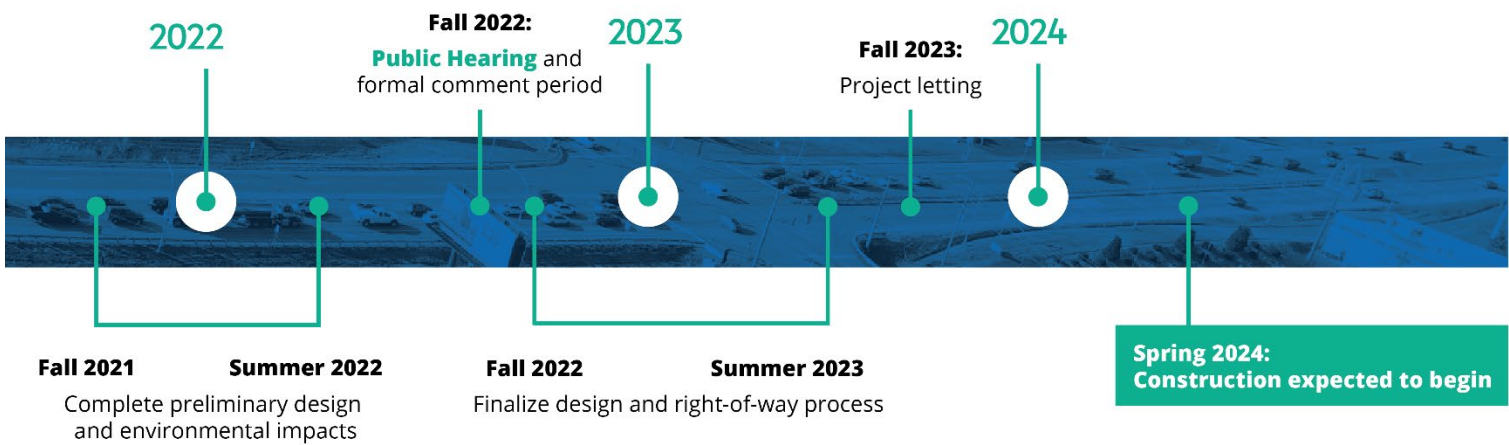 2022
Fall 2022:
Public Hearing and
formal comment period
2023
Fall 2023:
Project letting
2024
Fall 2021
Summer 2022
Complete preliminary design
and environmental impacts
Fall 2022
Summer 2023
Finalize design and right-of-way process
Spring 2024:
Construction expected to begin